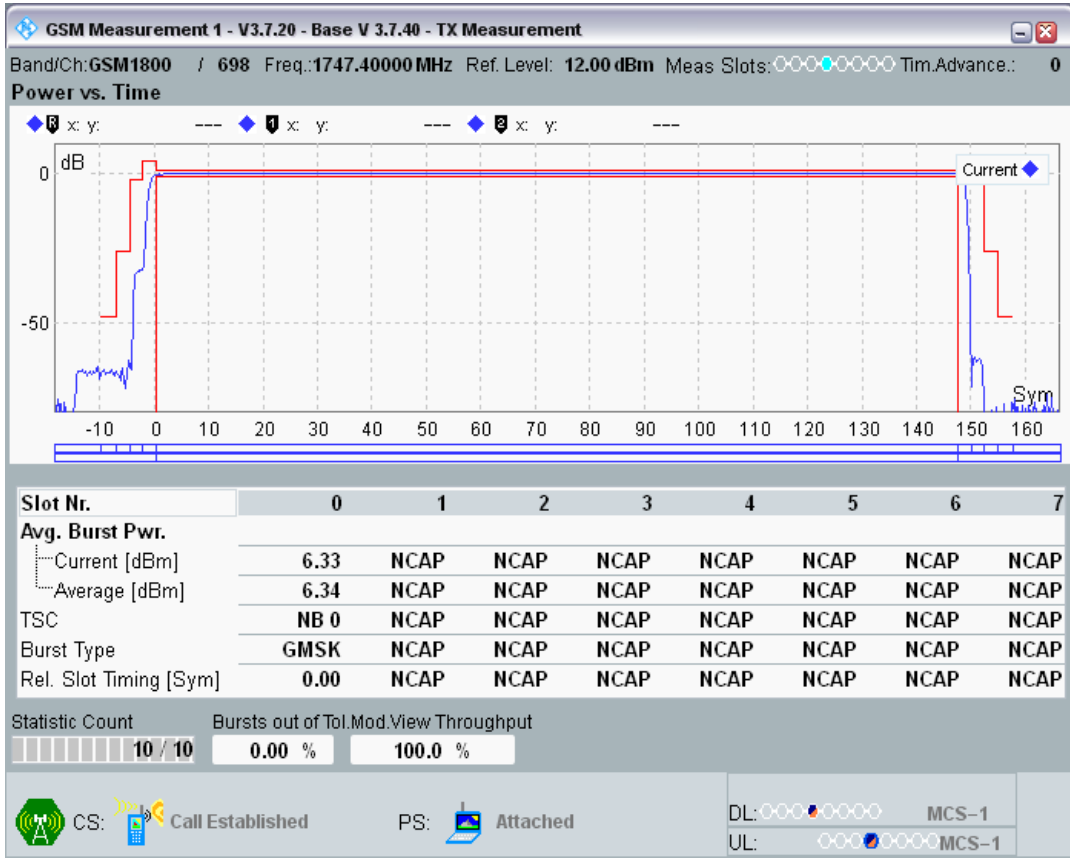 GSM Measurement 1 - V3.7.20 - Base V 3.7.40 - TX Measurement
Band/Ch:GSM1800 / 698 Freq.:1747.40000 MHz Ref. Level: 12.00 dBm Meas Slots: Tim.Advance.: 0
Power vs. Time
R x: y: --- 1 x: y: --- 2 x: y: ---
dB
Current
0
-50
Sym
-10 0 10 20 30 40 50 60 70 80 90 100 110 120 130 140 150 160
Slot Nr. 0 1 2 3 4 5 6 7
Avg. Burst Pwr.
Current [dBm] 6.33 NCAP NCAP NCAP NCAP NCAP NCAP NCAP
Average [dBm] 6.34 NCAP NCAP NCAP NCAP NCAP NCAP NCAP
TSC NB 0 NCAP NCAP NCAP NCAP NCAP NCAP NCAP
Burst Type GMSK NCAP NCAP NCAP NCAP NCAP NCAP NCAP
Rel. Slot Timing [Sym] 0.00 NCAP NCAP NCAP NCAP NCAP NCAP NCAP
Statistic Count Bursts out of Tol. Mod.View Throughput
10 / 10 0.00 % 100.0 %
CS: Call Established PS: Attached
DL: MCS-1
UL: MCS-1